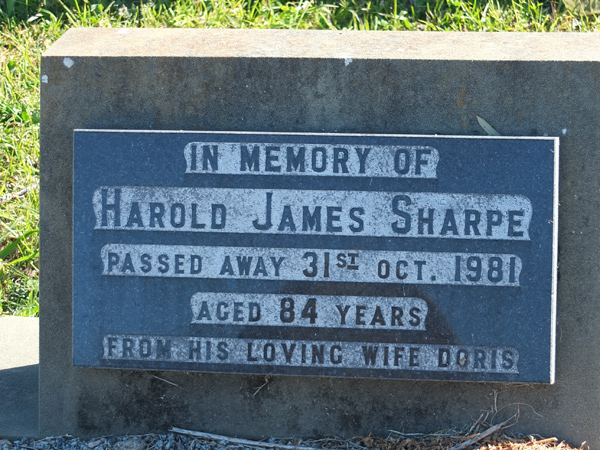 IN MEMORY OF
HAROLD JAMES SHARPE
PASSED AWAY 31ST OCT. 1981
AGED 84 YEARS
FROM HIS LOVING WIFE DORIS